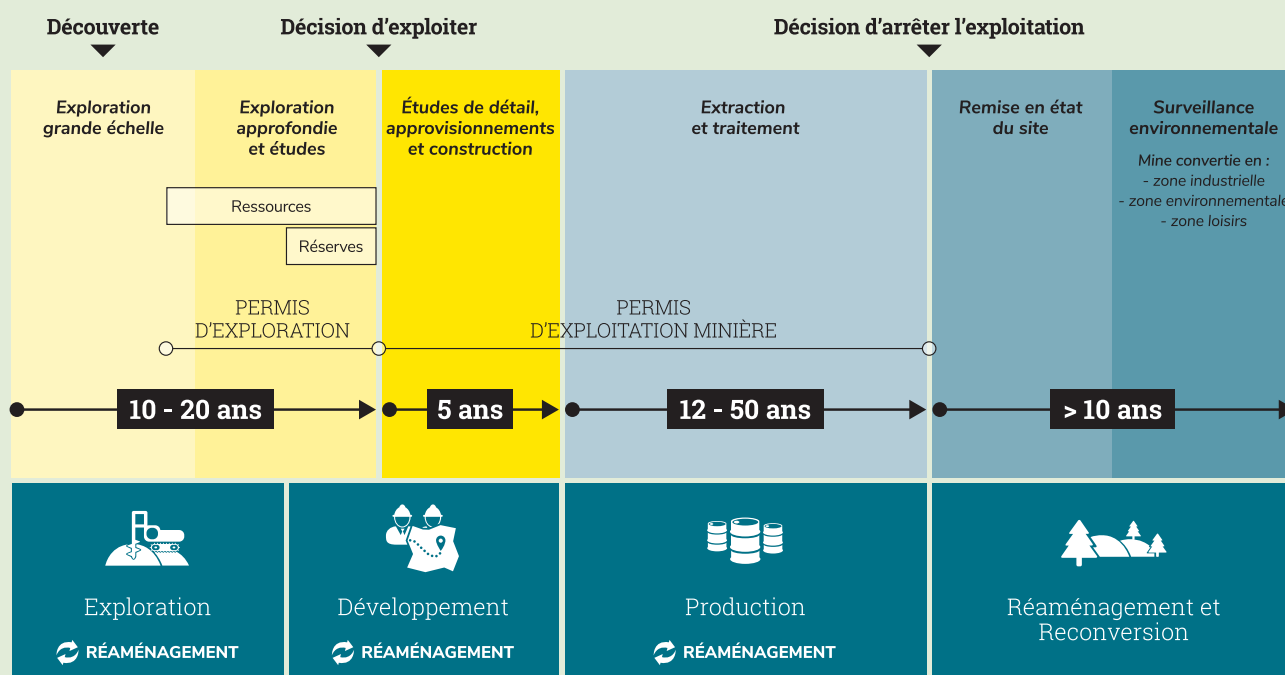 Découverte
Décision d'exploiter
Décision d'arrêter l'exploitation
Exploration
grande échelle
Exploration
approfondie
et études
Études de détail,
approvisionnements
et construction
Extraction
et traitement
Remise en état
du site
Surveillance
environnementale
Mine convertie en :
- zone industrielle
- zone environnementale
- zone loisirs
Ressources
Réserves
PERMIS
D'EXPLORATION
PERMIS
D'EXPLOITATION MINIÈRE
10 - 20 ans
5 ans
12 - 50 ans
> 10 ans
Exploration
RÉAMÉNAGEMENT
Développement
RÉAMÉNAGEMENT
Production
RÉAMÉNAGEMENT
Réaménagement et
Reconversion